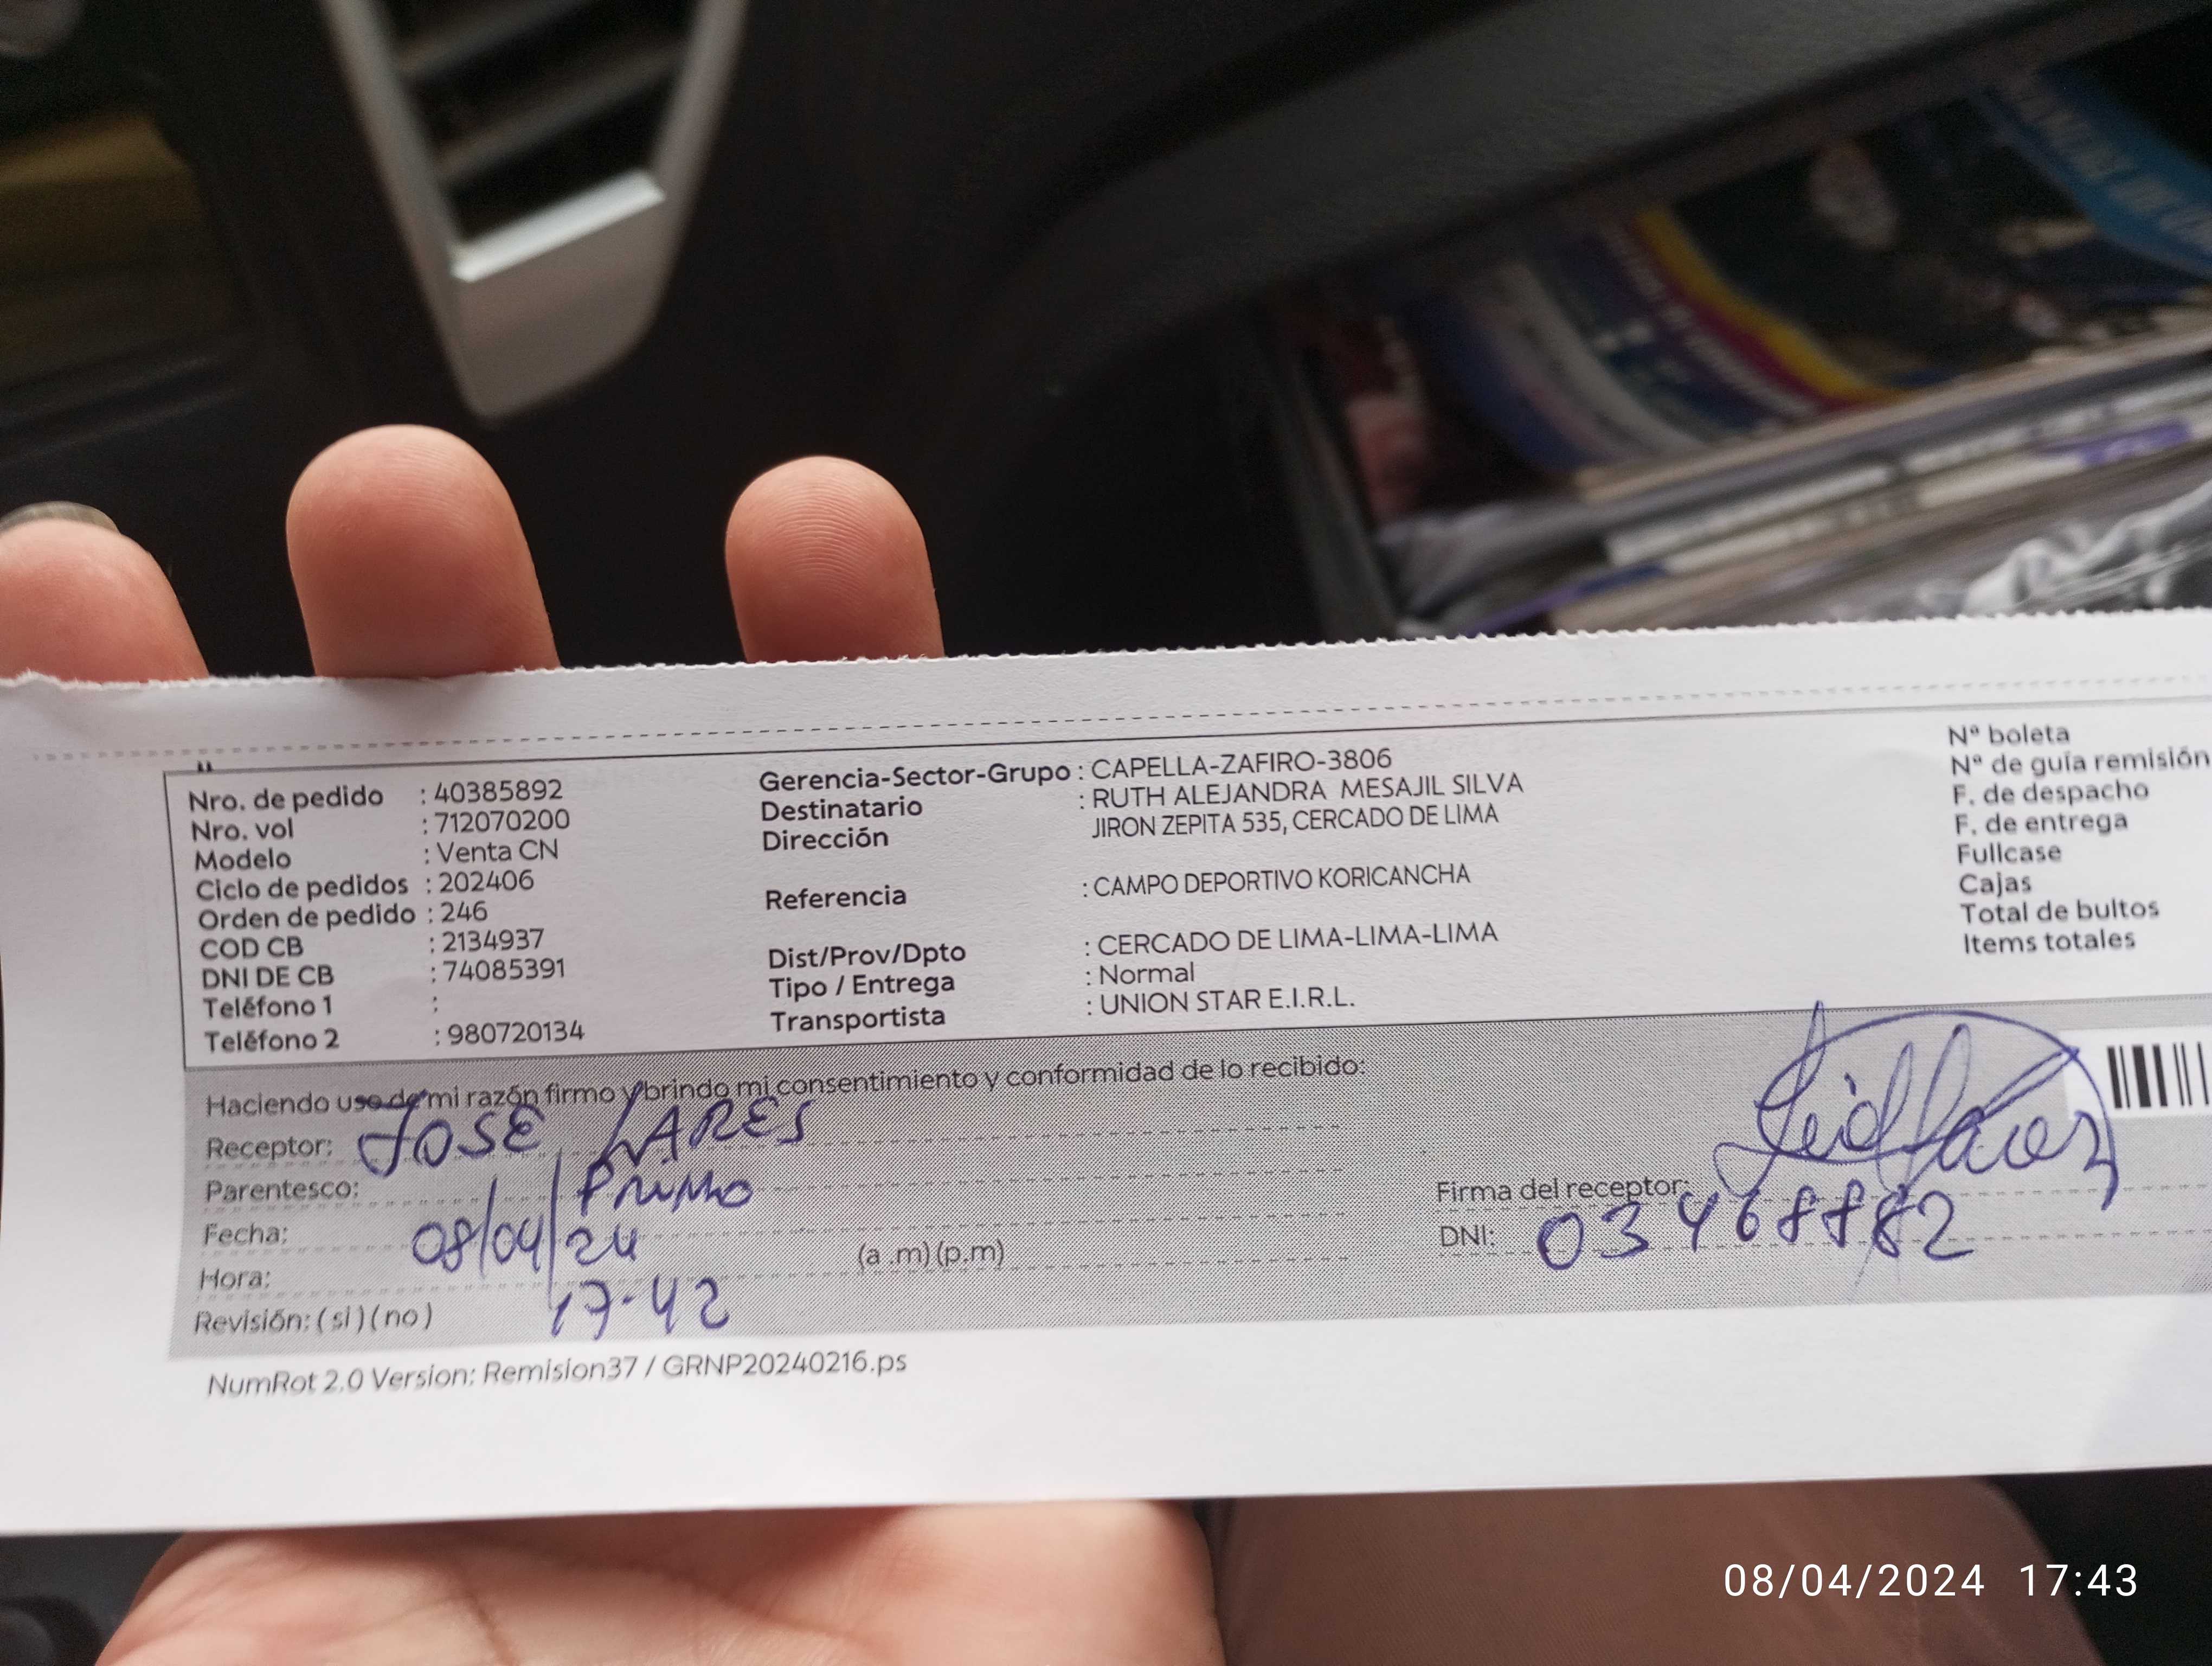 Nro. de pedido : 40385892
Nro. vol : 712070200
Modelo : Venta CN
Ciclo de pedidos : 202406
Orden de pedido : 246
COD CB : 2134937
DNI DE CB : 74085391
Teléfono 1 :
Teléfono 2 : 980720134
Gerencia-Sector-Grupo : CAPELLA-ZAFIRO-3806
Destinatario : RUTH ALEJANDRA MESAJIL SILVA
Dirección JIRON ZEPITA 535, CERCADO DE LIMA
Referencia : CAMPO DEPORTIVO KORICANCHA
Dist/Prov/Dpto : CERCADO DE LIMA-LIMA-LIMA
Tipo / Entrega : Normal
Transportista : UNION STAR E.I.R.L.
Nº boleta
Nº de guía remisión
F. de despacho
F. de entrega
Fullcase
Cajas
Total de bultos
Items totales
Haciendo uso de mi razón firmo y brindo mi consentimiento y conformidad de lo recibido:
Receptor: JOSE LARES
Parentesco: PRIMO
Fecha: 08/04/24
Hora: 17-42 (a .m) (p.m)
Revisión: (si) (no)
Firma del receptor:
DNI: 03468882
NumRot 2.0 Version: Remision37 / GRNP20240216.ps
08/04/2024 17:43